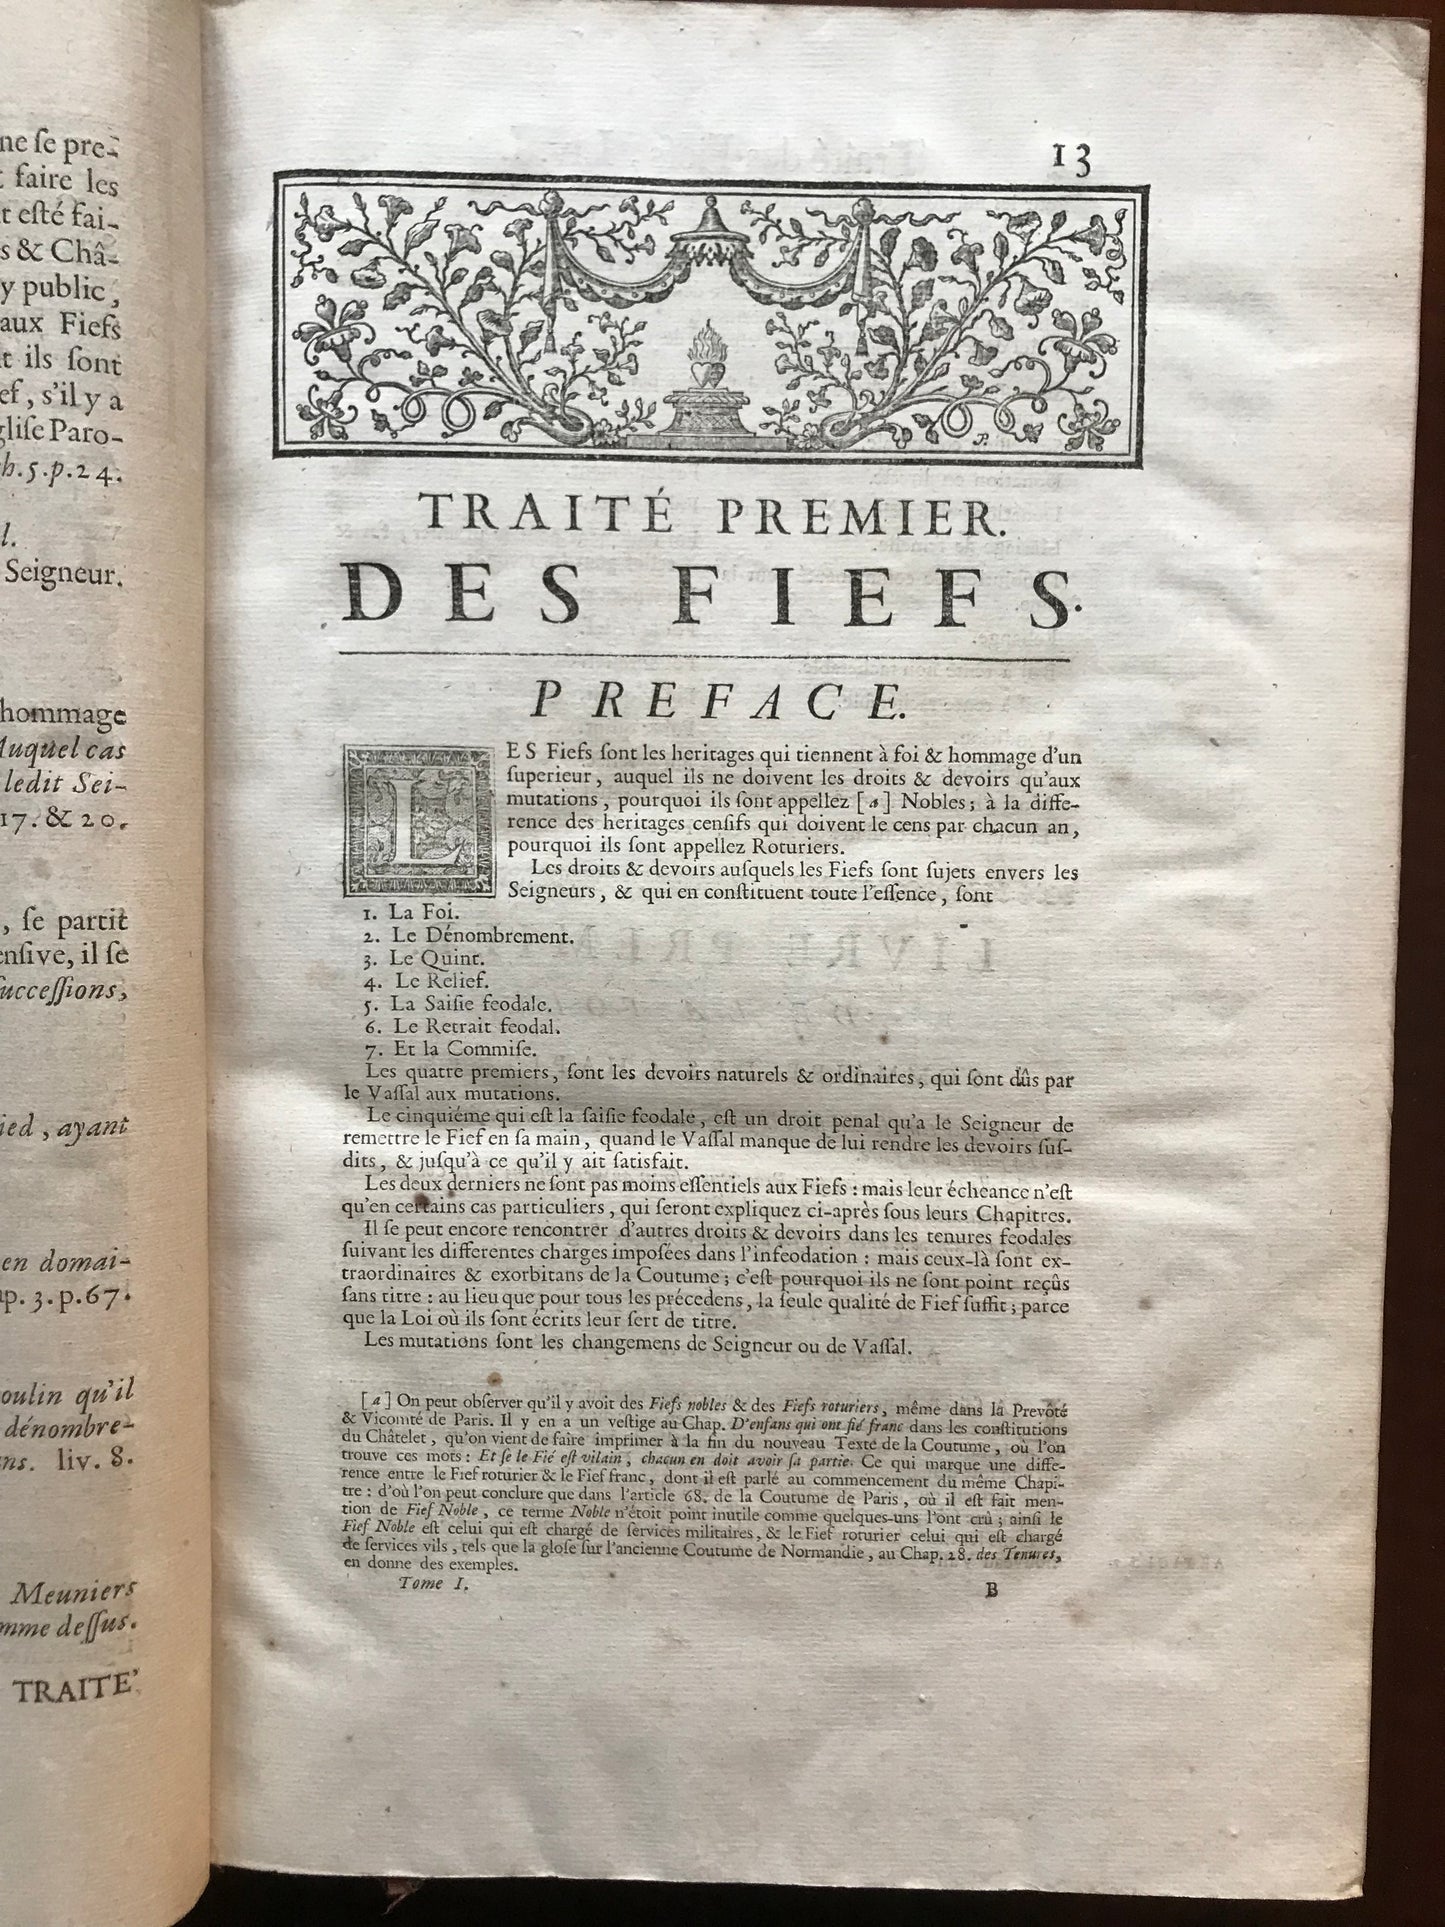 ne se pre-
faire les
t esté fai-
s & Châ-
y public,
aux Fiefs
t ils sont
ef, s'il y a
glise Paro-
h. 5. p. 24.
l.
Seigneur.
hommage
Auquel cas
ledit Sei-
17. & 20.
, se partit
ensive, il se
successions,
ied, ayant
en domai-
ap. 3. p. 67.
oulin qu'il
dénombre-
ns. liv. 8.
Meuniers
mme dessus.
TRAITE'
13
TRAITÉ PREMIER.
DES FIEFS.
PREFACE.
LES Fiefs sont les heritages qui tiennent à foi & hommage d'un
superieur, auquel ils ne doivent les droits & devoirs qu'aux
mutations, pourquoi ils sont appellez [a] Nobles; à la diffe-
rence des heritages censifs qui doivent le cens par chacun an,
pourquoi ils sont appellez Roturiers.
Les droits & devoirs ausquels les Fiefs sont sujets envers les
Seigneurs, & qui en constituent toute l'essence, sont
1. La Foi.
2. Le Dénombrement.
3. Le Quint.
4. Le Relief.
5. La Saisie feodale.
6. Le Retrait feodal.
7. Et la Commise.
Les quatre premiers, sont les devoirs naturels & ordinaires, qui sont dûs par
le Vassal aux mutations.
Le cinquiéme qui est la saisie feodale, est un droit penal qu'a le Seigneur de
remettre le Fief en sa main, quand le Vassal manque de lui rendre les devoirs sus-
dits, & jusqu'à ce qu'il y ait satisfait.
Les deux derniers ne sont pas moins essentiels aux Fiefs : mais leur écheance n'est
qu'en certains cas particuliers, qui seront expliquez ci-après sous leurs Chapitres.
Il se peut encore rencontrer d'autres droits & devoirs dans les tenures feodales
suivant les differentes charges imposées dans l'infeodation : mais ceux-là sont ex-
traordinaires & exorbitans de la Coutume; c'est pourquoi ils ne sont point reçûs
sans titre : au lieu que pour tous les précedens, la seule qualité de Fief suffit; parce
que la Loi où ils sont écrits leur sert de titre.
Les mutations sont les changemens de Seigneur ou de Vassal.
[a] On peut observer qu'il y avoit des Fiefs nobles & des Fiefs roturiers, même dans la Prevôté
& Vicomté de Paris. Il y en a un vestige au Chap. D'enfans qui ont fié franc dans les constitutions
du Châtelet, qu'on vient de faire imprimer à la fin du nouveau Texte de la Coutume, où l'on
trouve ces mots : Et se le Fié est vilain, chacun en doit avoir sa partie. Ce qui marque une diffe-
rence entre le Fief roturier & le Fief franc, dont il est parlé au commencement du même Chapi-
tre : d'où l'on peut conclure que dans l'article 68. de la Coutume de Paris, où il est fait men-
tion de Fief Noble, ce terme Noble n'étoit point inutile comme quelques-uns l'ont crû; ainsi le
Fief Noble est celui qui est chargé de services militaires, & le Fief roturier celui qui est chargé
de services vils, tels que la glose sur l'ancienne Coutume de Normandie, au Chap. 28. des Tenures,
en donne des exemples.
Tome I. B